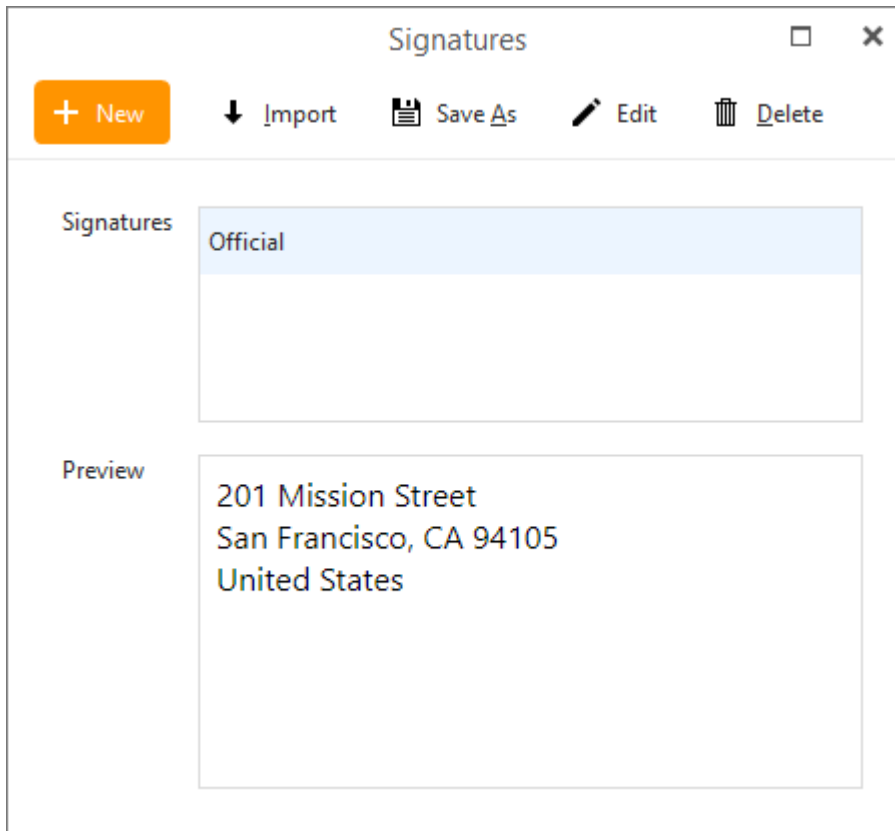 Signatures
New
Import
Save As
Edit
Delete
Signatures
Official
Preview
201 Mission Street
San Francisco, CA 94105
United States